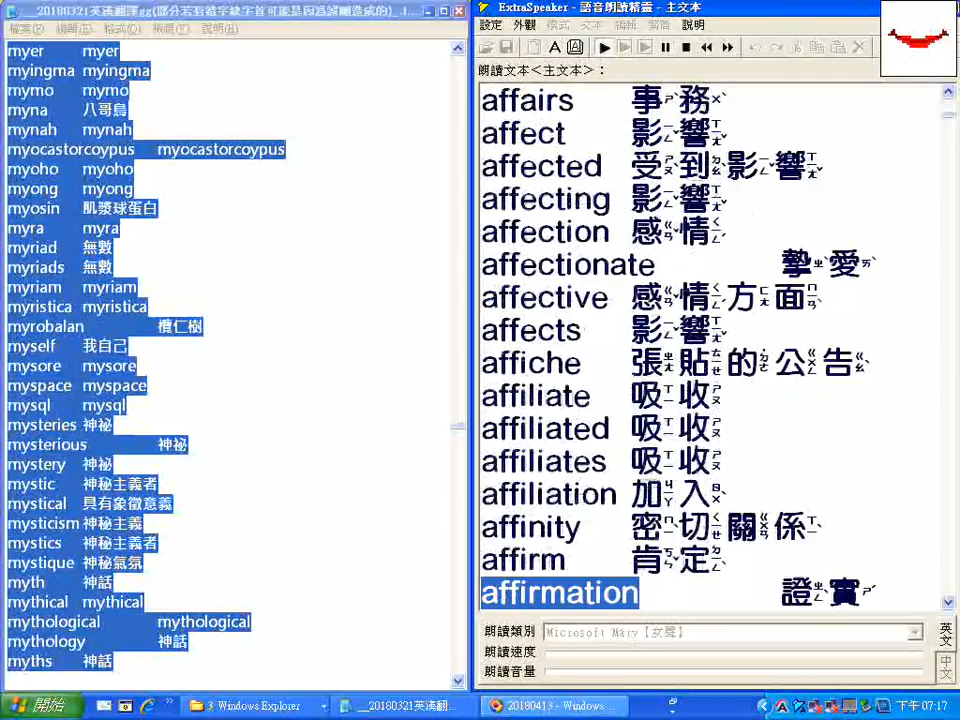 __20180321英漢翻譯gg(部分若有錯字缺字首可能是因為誤刪造成的)_.t...
檔案(F) 編輯(E) 格式(O) 檢視(V) 說明(H)
myer myer
myingma myingma
mymo mymo
myna 八哥鳥
mynah mynah
myocastorcoypus myocastorcoypus
myoho myoho
myong myong
myosin 肌漿球蛋白
myra myra
myriad 無數
myriads 無數
myriam myriam
myristica myristica
myrobalan 欖仁樹
myself 我自己
mysore mysore
myspace myspace
mysql mysql
mysteries 神祕
mysterious 神祕
mystery 神祕
mystic 神秘主義者
mystical 具有象徵意義
mysticism 神秘主義
mystics 神秘主義者
mystique 神秘氣氛
myth 神話
mythical mythical
mythological mythological
mythology 神話
myths 神話
ExtraSpeaker - 語音朗讀精靈 - 主文本
設定 外觀 模式 文本 編輯 剪葡 說明
朗讀文本<主文本>：
affairs 事務
affect 影響
affected 受到影響
affecting 影響
affection 感情
affectionate 摯愛
affective 感情方面
affects 影響
affiche 張貼的公告
affiliate 吸收
affiliated 吸收
affiliates 吸收
affiliation 加入
affinity 密切關係
affirm 肯定
affirmation 證實
朗讀類別 Microsoft Mary【女聲】
朗讀速度
朗讀音量
英文
中文
開始
3 Windows Explorer
__20180321英漢翻...
20180413 - Windows ...
下午 07:17